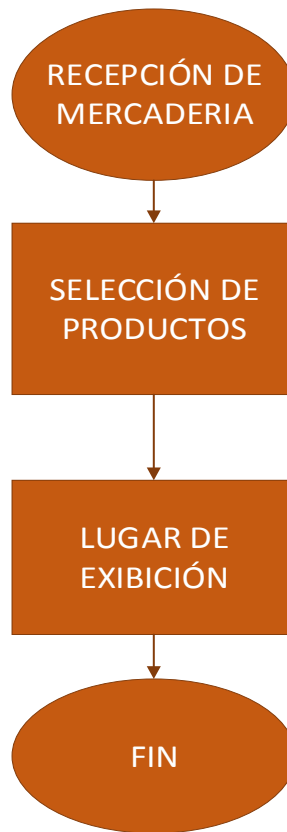 RECEPCIÓN DE
MERCADERIA
SELECCIÓN DE
PRODUCTOS
LUGAR DE
EXIBICIÓN
FIN